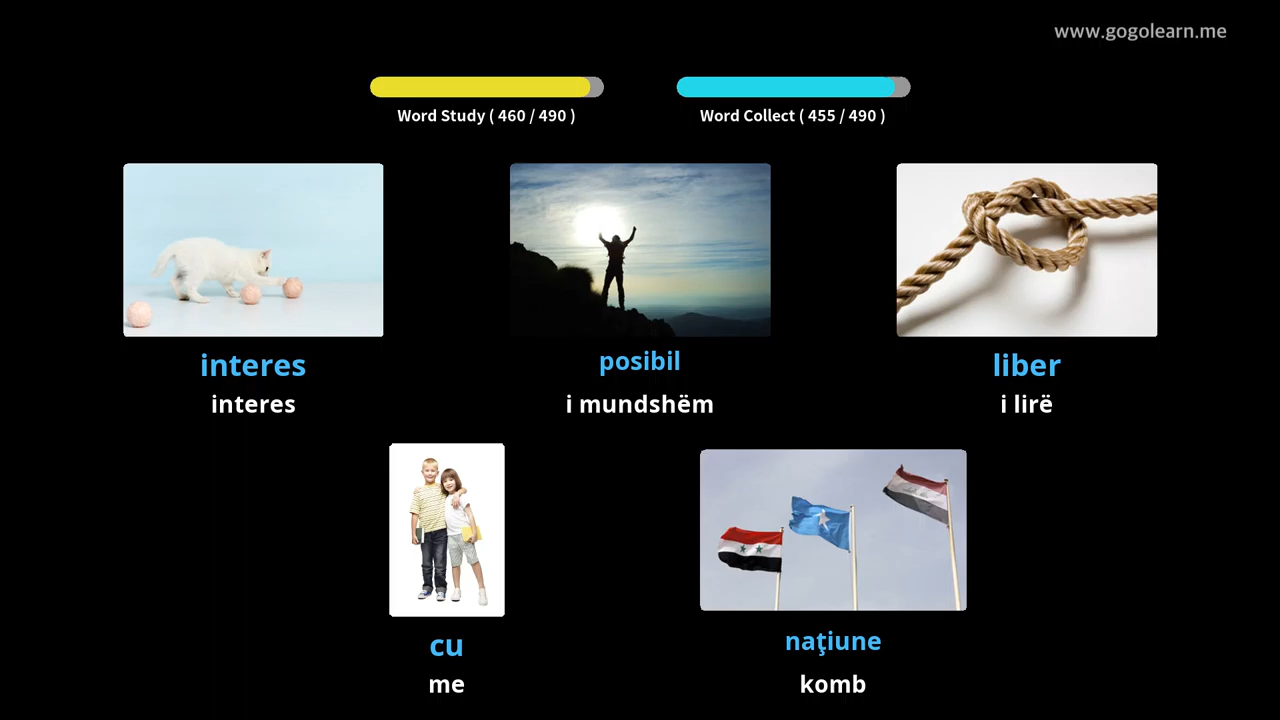 www.gogolearn.me
Word Study ( 460 / 490 )
Word Collect ( 455 / 490 )
interes
interes
posibil
i mundshëm
liber
i lirë
cu
me
naţiune
komb